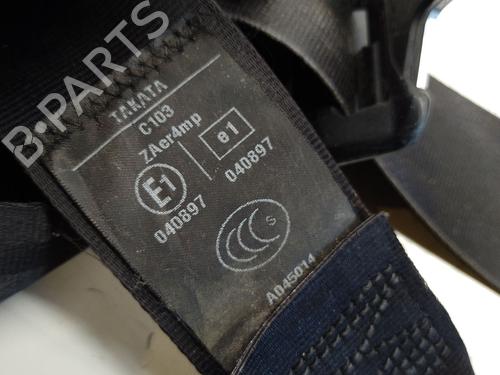 TAKATA
C103
ZAer4mp
E1 e1
040897 040897
CCC S
A045014
B-PARTS